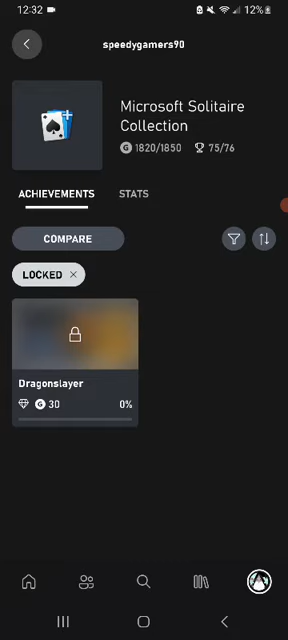 12:32
12%
speedygamers90
Microsoft Solitaire
Collection
G 1820/1850 75/76
ACHIEVEMENTS STATS
COMPARE
LOCKED ×
Dragonslayer
G 30 0%